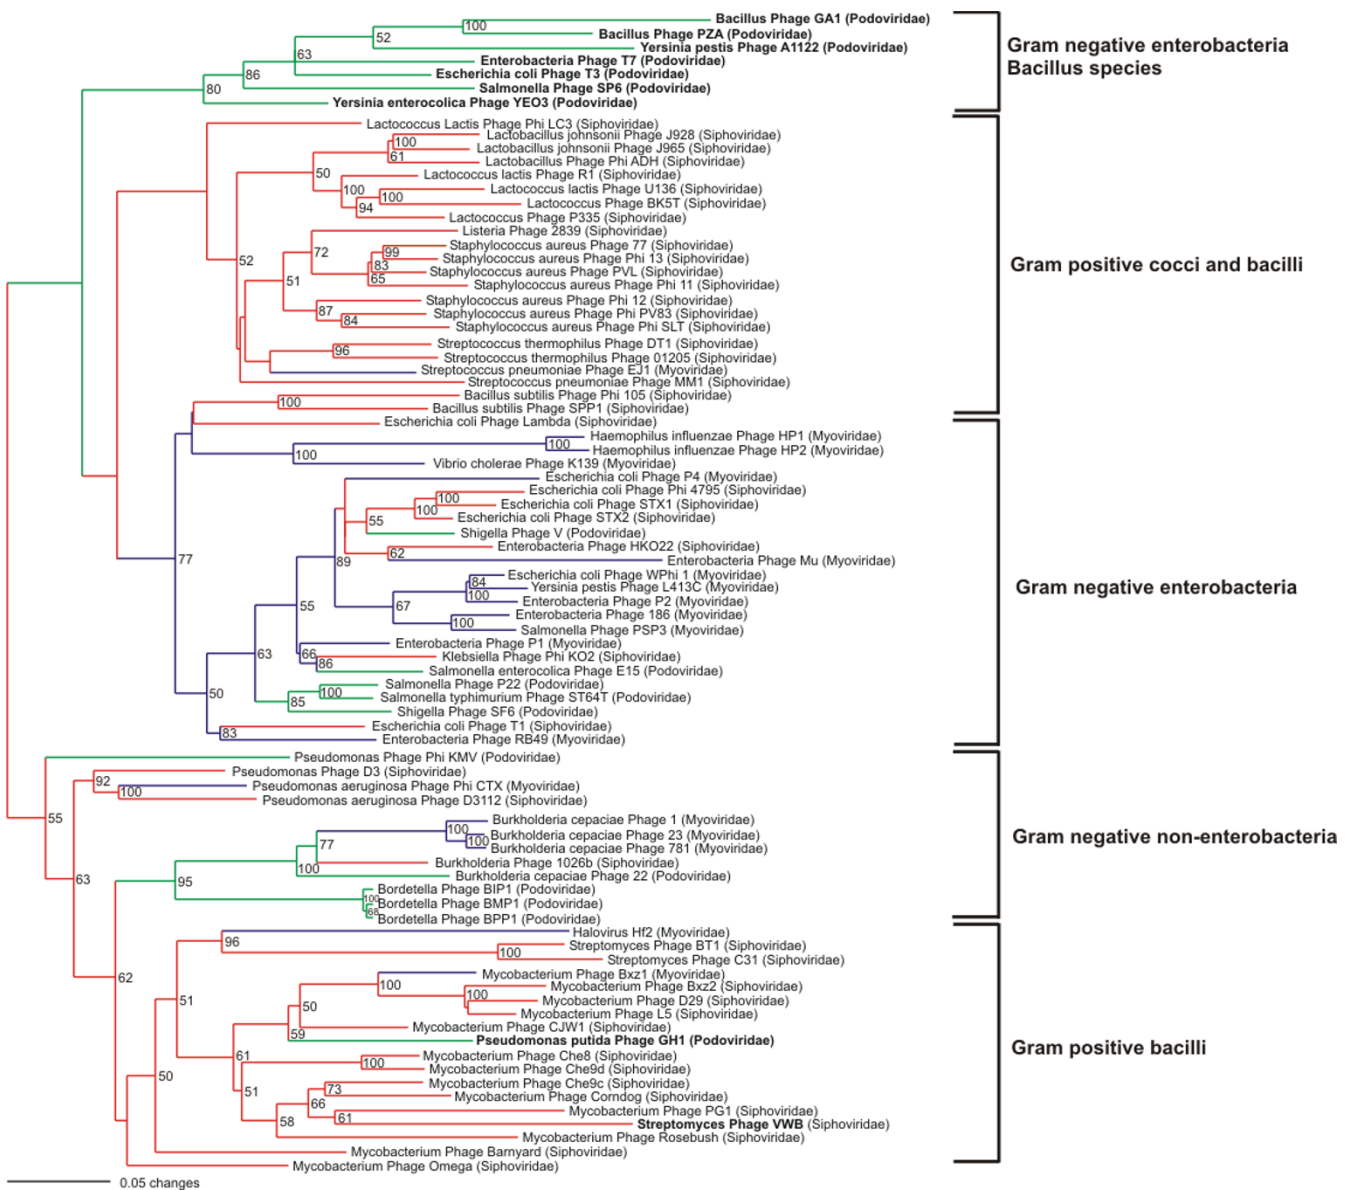 Bacillus Phage GA1 (Podoviridae)
100
Bacillus Phage PZA (Podoviridae)
52
Yersinia pestis Phage A1122 (Podoviridae)
63
Enterobacteria Phage T7 (Podoviridae)
86
Escherichia coli Phage T3 (Podoviridae)
80
Salmonella Phage SP6 (Podoviridae)
Yersinia enterocolica Phage YEO3 (Podoviridae)
Gram negative enterobacteria
Bacillus species
Lactococcus Lactis Phage Phi LC3 (Siphoviridae)
Lactobacillus johnsonii Phage J928 (Siphoviridae)
100
Lactobacillus johnsonii Phage J965 (Siphoviridae)
61
Lactobacillus Phage Phi ADH (Siphoviridae)
50
Lactococcus lactis Phage R1 (Siphoviridae)
100
Lactococcus lactis Phage U136 (Siphoviridae)
100
Lactococcus Phage BK5T (Siphoviridae)
94
Lactococcus Phage P335 (Siphoviridae)
Listeria Phage 2839 (Siphoviridae)
72
Staphylococcus aureus Phage 77 (Siphoviridae)
99
Staphylococcus aureus Phage Phi 13 (Siphoviridae)
52
83
Staphylococcus aureus Phage PVL (Siphoviridae)
65
51
Staphylococcus aureus Phage Phi 11 (Siphoviridae)
Staphylococcus aureus Phage Phi 12 (Siphoviridae)
87
Staphylococcus aureus Phage Phi PV83 (Siphoviridae)
84
Staphylococcus aureus Phage Phi SLT (Siphoviridae)
Streptococcus thermophilus Phage DT1 (Siphoviridae)
96
Streptococcus thermophilus Phage 01205 (Siphoviridae)
Streptococcus pneumoniae Phage EJ1 (Myoviridae)
Streptococcus pneumoniae Phage MM1 (Siphoviridae)
Bacillus subtilis Phage Phi 105 (Siphoviridae)
100
Bacillus subtilis Phage SPP1 (Siphoviridae)
Gram positive cocci and bacilli
Escherichia coli Phage Lambda (Siphoviridae)
Haemophilus influenzae Phage HP1 (Myoviridae)
100
Haemophilus influenzae Phage HP2 (Myoviridae)
100
Vibrio cholerae Phage K139 (Myoviridae)
Escherichia coli Phage P4 (Myoviridae)
Escherichia coli Phage Phi 4795 (Siphoviridae)
100
Escherichia coli Phage STX1 (Siphoviridae)
100
Escherichia coli Phage STX2 (Siphoviridae)
55
Shigella Phage V (Podoviridae)
Enterobacteria Phage HKO22 (Siphoviridae)
62
77
89
Enterobacteria Phage Mu (Myoviridae)
Escherichia coli Phage WPhi 1 (Myoviridae)
84
Yersinia pestis Phage L413C (Myoviridae)
100
Enterobacteria Phage P2 (Myoviridae)
55
67
Enterobacteria Phage 186 (Myoviridae)
100
Salmonella Phage PSP3 (Myoviridae)
Enterobacteria Phage P1 (Myoviridae)
63
66
Klebsiella Phage Phi KO2 (Siphoviridae)
86
Salmonella enterocolica Phage E15 (Podoviridae)
Salmonella Phage P22 (Podoviridae)
50
100
Salmonella typhimurium Phage ST64T (Podoviridae)
85
Shigella Phage SF6 (Podoviridae)
Escherichia coli Phage T1 (Siphoviridae)
83
Enterobacteria Phage RB49 (Myoviridae)
Gram negative enterobacteria
Pseudomonas Phage Phi KMV (Podoviridae)
Pseudomonas Phage D3 (Siphoviridae)
92
Pseudomonas aeruginosa Phage Phi CTX (Myoviridae)
100
Pseudomonas aeruginosa Phage D3112 (Siphoviridae)
55
Burkholderia cepaciae Phage 1 (Myoviridae)
100
Burkholderia cepaciae Phage 23 (Myoviridae)
100
77
Burkholderia cepaciae Phage 781 (Myoviridae)
Burkholderia Phage 1026b (Siphoviridae)
100
63
95
Burkholderia cepaciae Phage 22 (Podoviridae)
Bordetella Phage BIP1 (Podoviridae)
100
Bordetella Phage BMP1 (Podoviridae)
68
Bordetella Phage BPP1 (Podoviridae)
Gram negative non-enterobacteria
Halovirus Hf2 (Myoviridae)
96
Streptomyces Phage BT1 (Siphoviridae)
100
Streptomyces Phage C31 (Siphoviridae)
62
Mycobacterium Phage Bxz1 (Myoviridae)
100
Mycobacterium Phage Bxz2 (Siphoviridae)
100
51
Mycobacterium Phage D29 (Siphoviridae)
50
Mycobacterium Phage L5 (Siphoviridae)
Mycobacterium Phage CJW1 (Siphoviridae)
59
Pseudomonas putida Phage GH1 (Podoviridae)
61
Mycobacterium Phage Che8 (Siphoviridae)
100
Mycobacterium Phage Che9d (Siphoviridae)
50
Mycobacterium Phage Che9c (Siphoviridae)
51
73
Mycobacterium Phage Corndog (Siphoviridae)
66
Mycobacterium Phage PG1 (Siphoviridae)
58
61
Streptomyces Phage VWB (Siphoviridae)
Mycobacterium Phage Rosebush (Siphoviridae)
Mycobacterium Phage Barnyard (Siphoviridae)
Mycobacterium Phage Omega (Siphoviridae)
Gram positive bacilli
0.05 changes